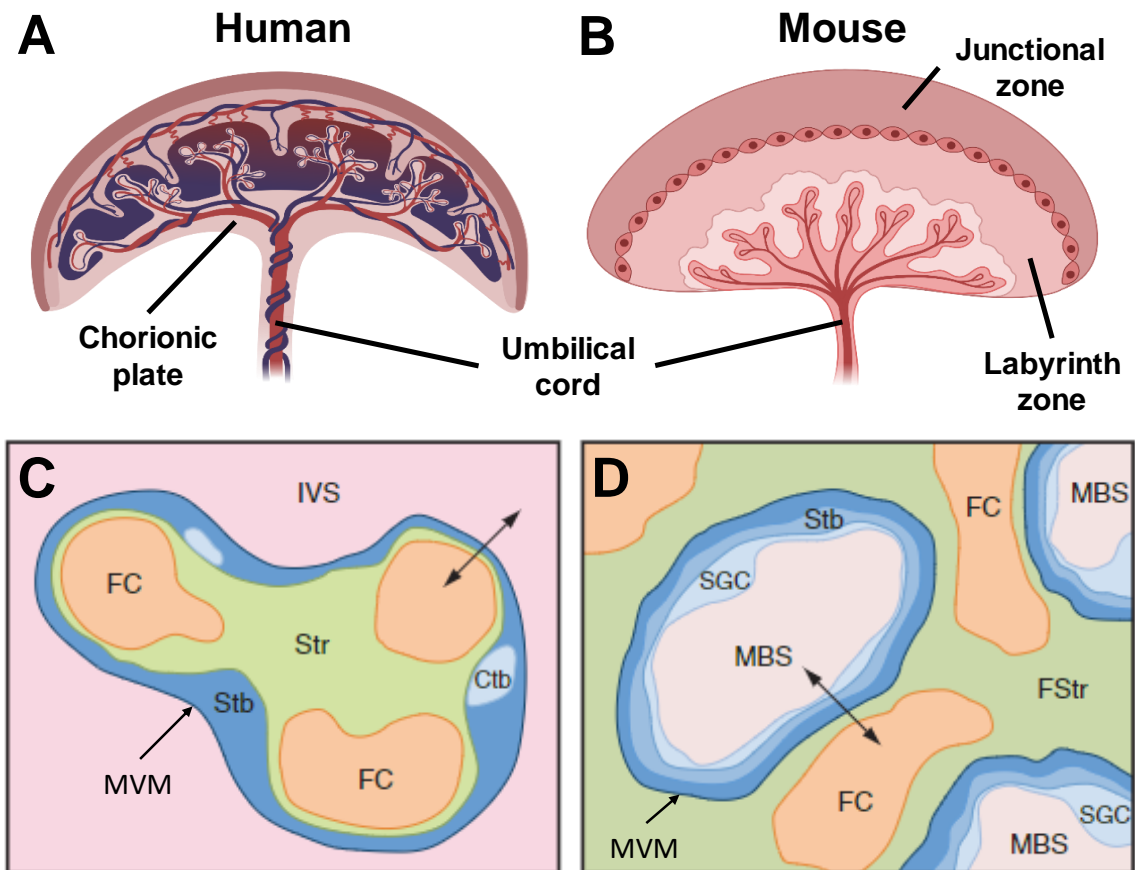 A
Human
B
Mouse
Junctional
zone
Chorionic
plate
Umbilical
cord
Labyrinth
zone
C
IVS
FC
Str
Ctb
Stb
FC
MVM
D
FC
MBS
Stb
SGC
MBS
FStr
FC
SGC
MBS
MVM